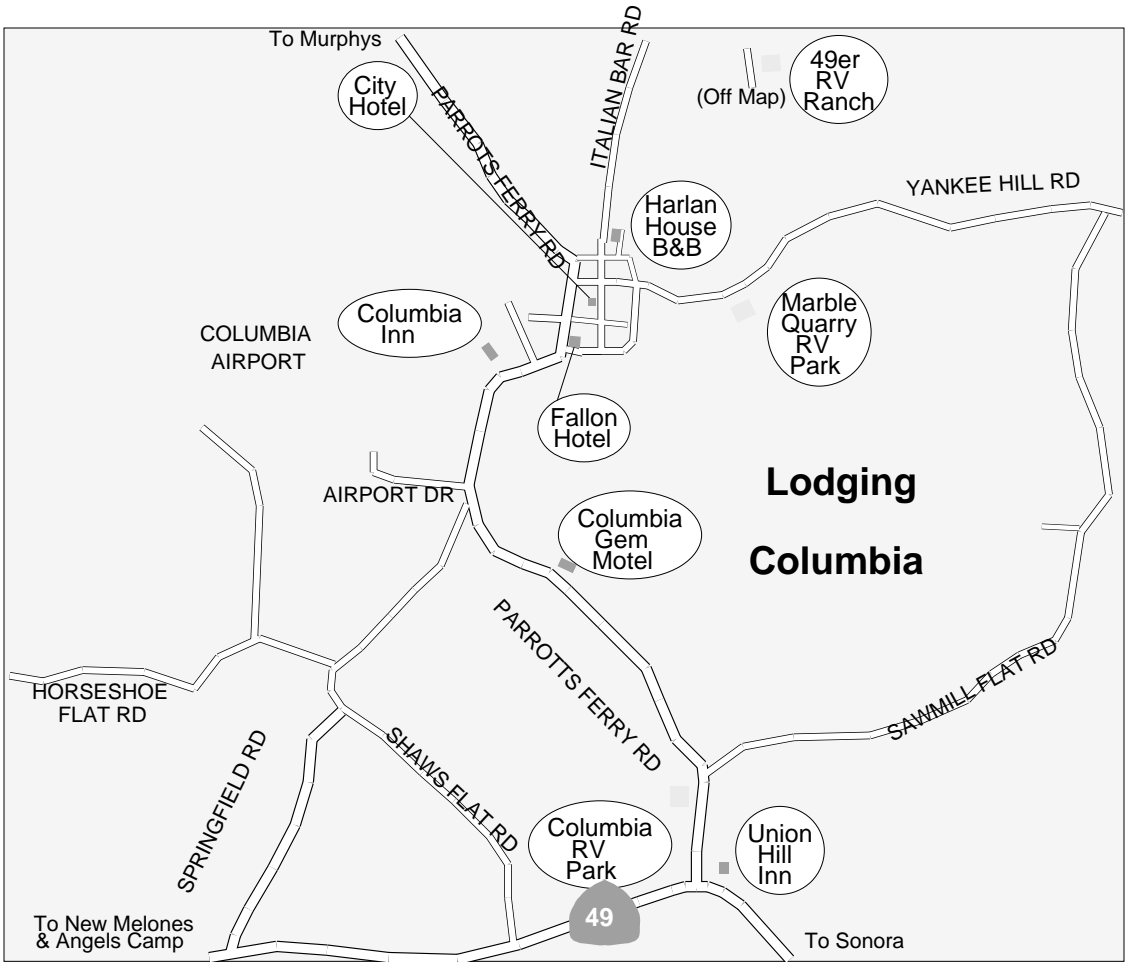 To Murphys
ITALIAN BAR RD
City
Hotel
PARROTS FERRY RD
(Off Map)
49er
RV
Ranch
YANKEE HILL RD
Harlan
House
B&B
Columbia
Inn
COLUMBIA
AIRPORT
Marble
Quarry
RV
Park
Fallon
Hotel
Lodging
Columbia
AIRPORT DR
Columbia
Gem
Motel
PARROTTS FERRY RD
HORSESHOE
FLAT RD
SAWMILL FLAT RD
SPRINGFIELD RD
SHAWS FLAT RD
Columbia
RV
Park
Union
Hill
Inn
49
To New Melones
& Angels Camp
To Sonora